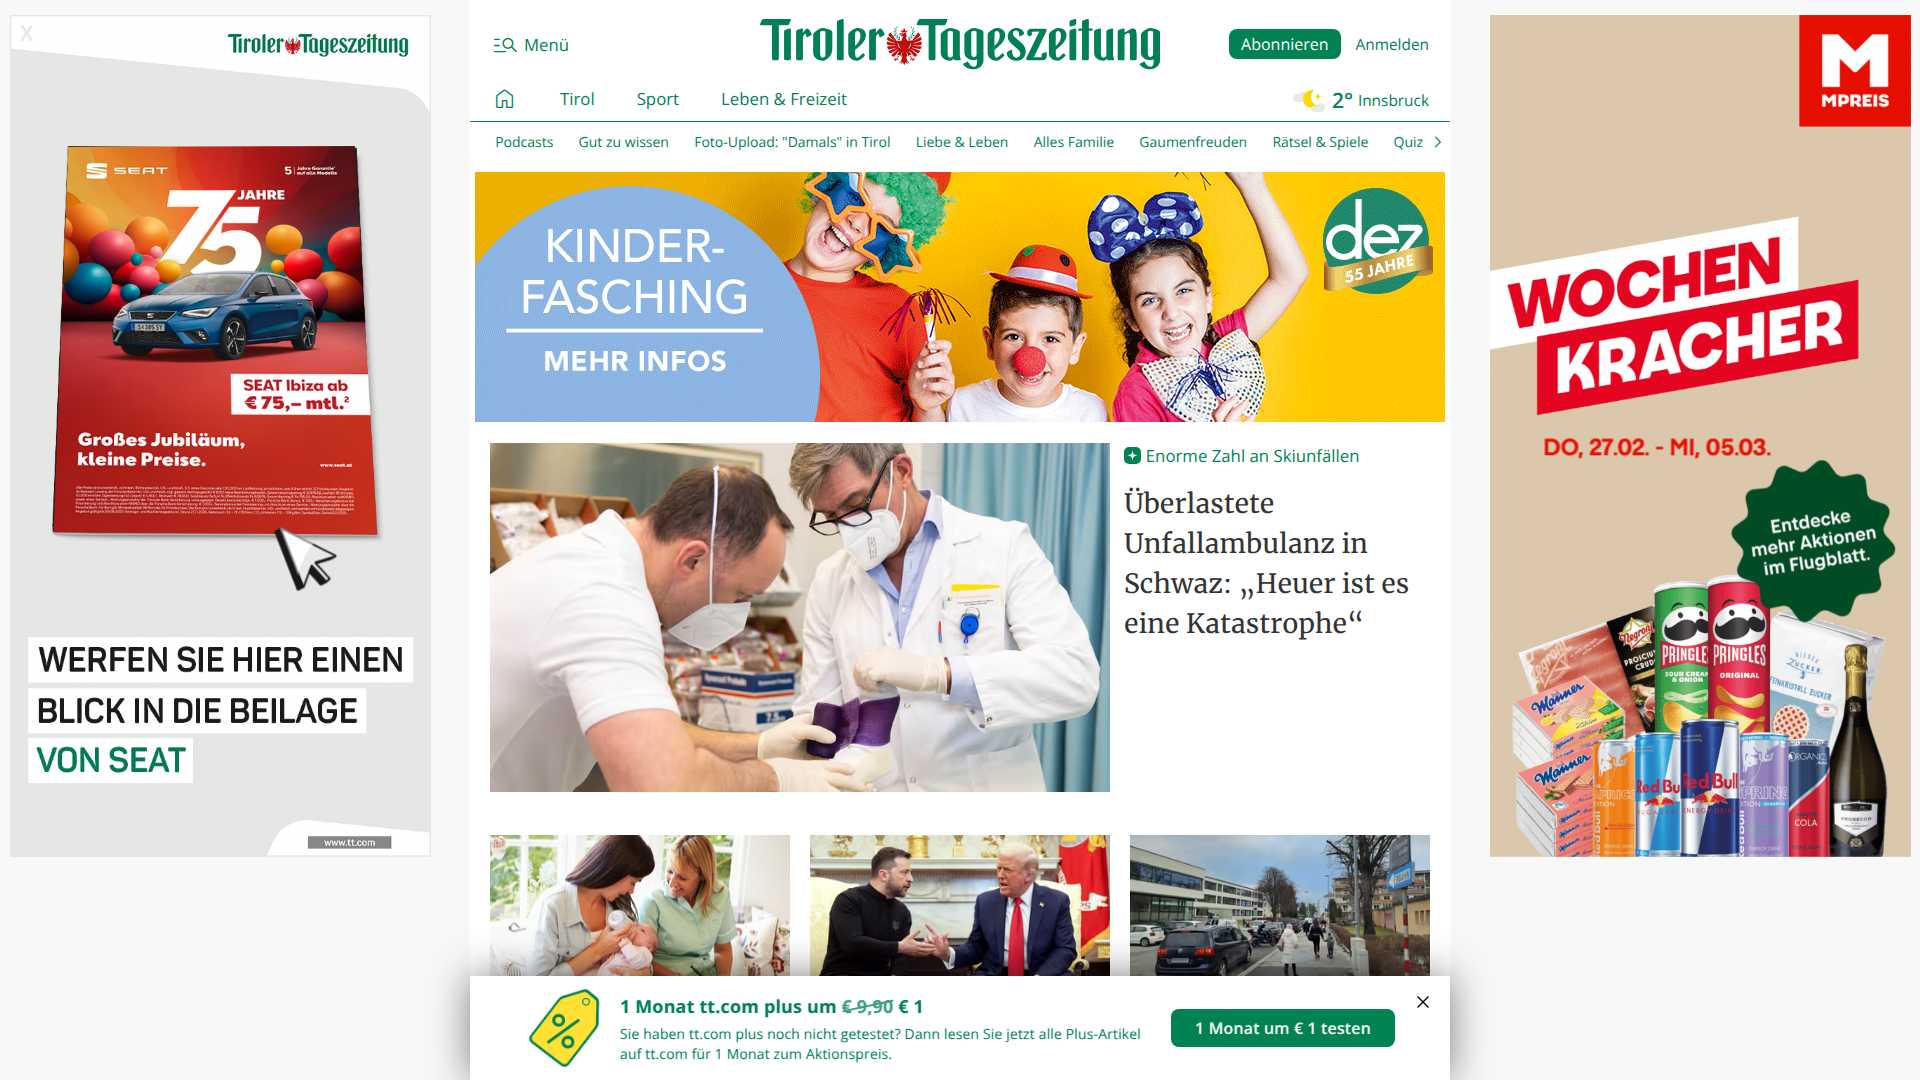 X
Tiroler Tageszeitung
SEAT
5 Jahre Garantie auf alle Modelle
75 JAHRE
SEAT Ibiza ab
€ 75,– mtl.²
Großes Jubiläum,
kleine Preise.
www.seat.at
WERFEN SIE HIER EINEN
BLICK IN DIE BEILAGE
VON SEAT
www.tt.com
Menü
Tiroler Tageszeitung
Abonnieren
Anmelden
Tirol
Sport
Leben & Freizeit
2° Innsbruck
Podcasts
Gut zu wissen
Foto-Upload: "Damals" in Tirol
Liebe & Leben
Alles Familie
Gaumenfreuden
Rätsel & Spiele
Quiz
KINDER-
FASCHING
MEHR INFOS
dez
55 JAHRE
Enorme Zahl an Skiunfällen
Überlastete
Unfallambulanz in
Schwaz: „Heuer ist es
eine Katastrophe“
1 Monat tt.com plus um € 9,90 € 1
Sie haben tt.com plus noch nicht getestet? Dann lesen Sie jetzt alle Plus-Artikel
auf tt.com für 1 Monat zum Aktionspreis.
1 Monat um € 1 testen
M
MPREIS
WOCHEN
KRACHER
DO, 27.02. - MI, 05.03.
Entdecke
mehr Aktionen
im Flugblatt.
Negroni
PRINGLES
SOUR CREAM
& ONION
PRINGLES
ORIGINAL
WIENER
ZUCKER
FEINKRISTALL ZUCKER
Manner
Manner
Red Bull
Red Bull
ORGANICS
COLA
PROSECCO